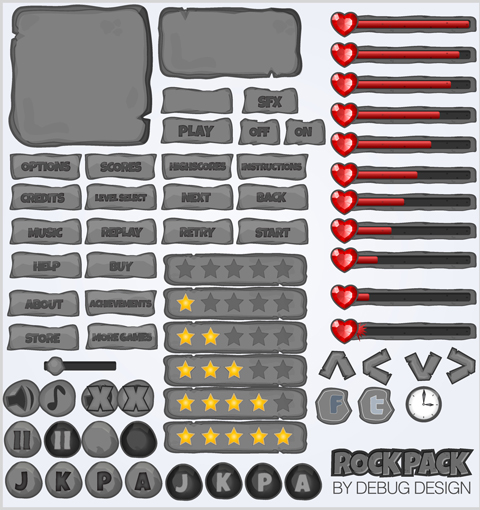 SFX
PLAY
OFF
ON
OPTIONS
SCORES
HIGHSCORES
INSTRUCTIONS
CREDITS
LEVEL SELECT
NEXT
BACK
MUSIC
REPLAY
RETRY
START
HELP
BUY
ABOUT
ACHIEVEMENTS
STORE
MORE GAMES
X X
F t
J K P A J K P A
ROCKPACK
BY DEBUG DESIGN